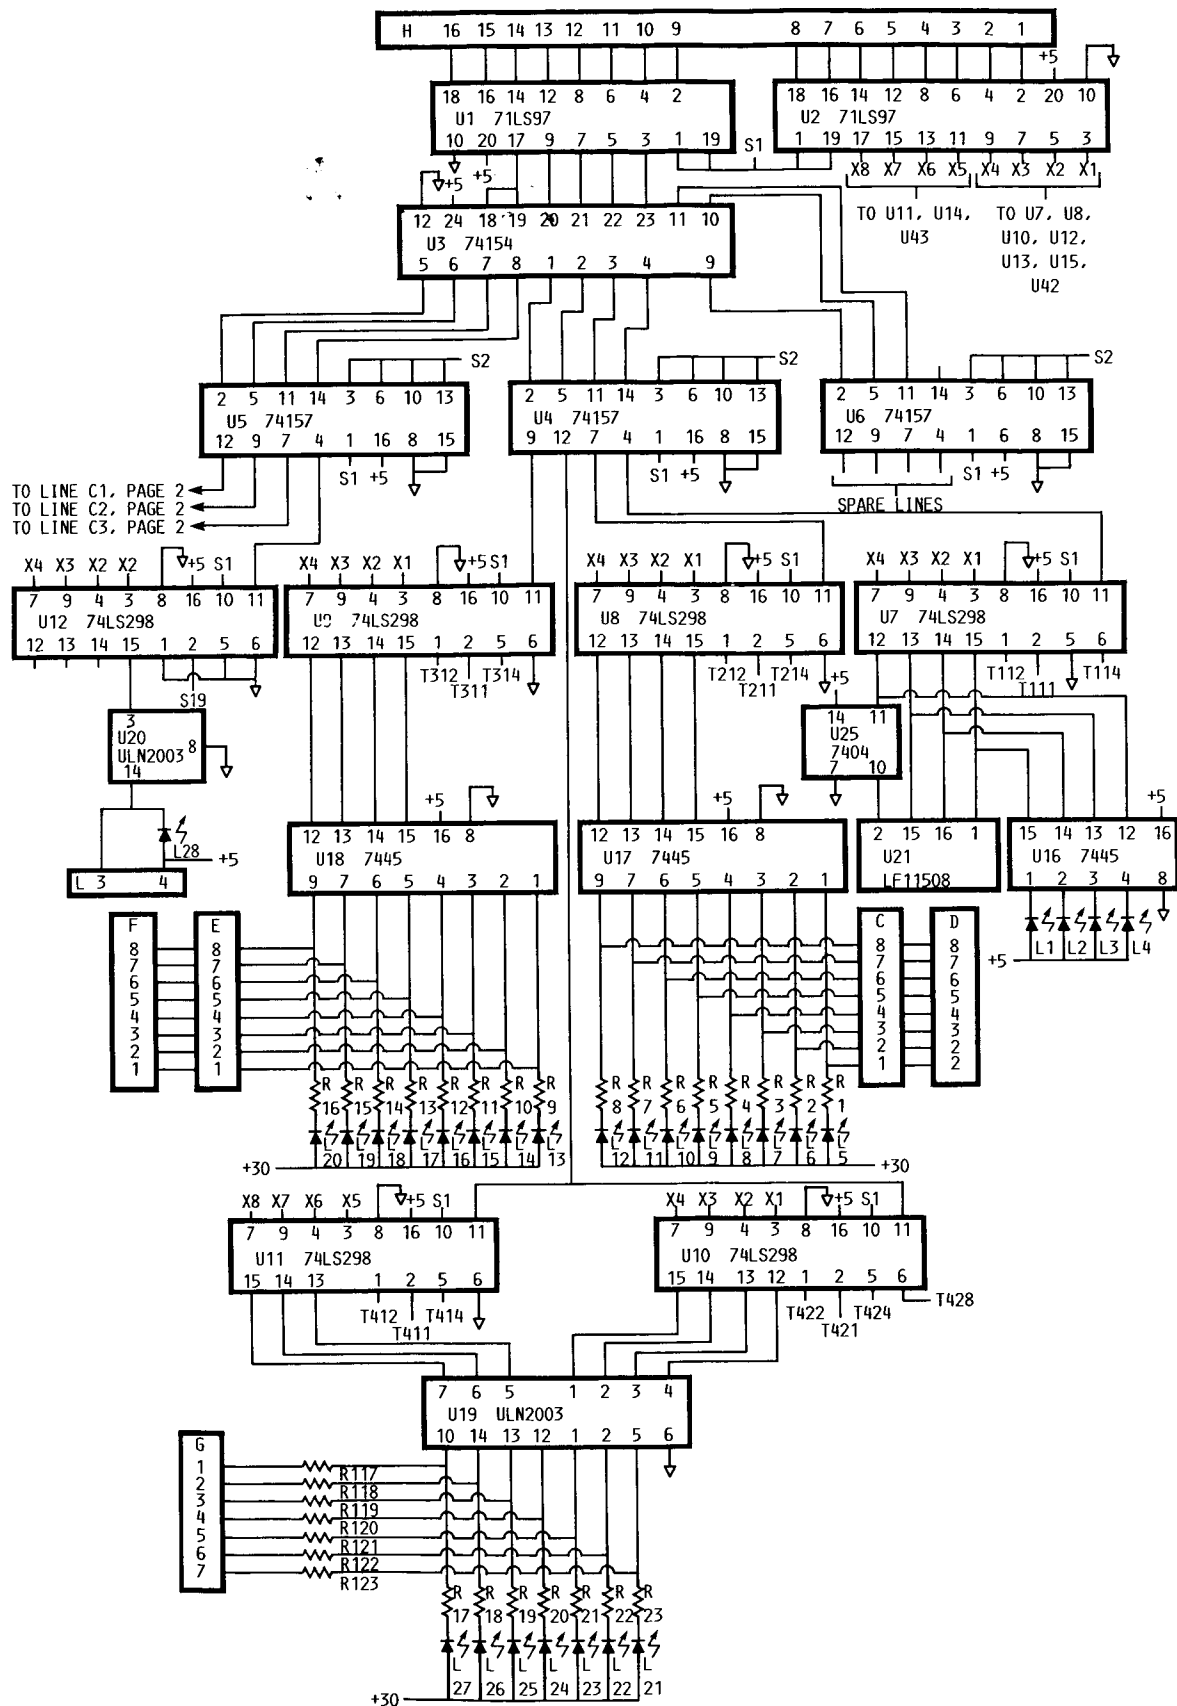 H 16 15 14 13 12 11 10 9 8 7 6 5 4 3 2 1
+5
18 16 14 12 8 6 4 2 18 16 14 12 8 6 4 2 20 10
U1 71LS97 U2 71LS97
10 20 17 9 7 5 3 1 19 S1 1 19 17 15 13 11 9 7 5 3
+5 X8 X7 X6 X5 X4 X3 X2 X1
+5
12 24 18 19 20 21 22 23 11 10 TO U11, U14, TO U7, U8,
U3 74154 U43 U10, U12,
5 6 7 8 1 2 3 4 9 U13, U15,
U42
S2 S2 S2
2 5 11 14 3 6 10 13 2 5 11 14 3 6 10 13 2 5 11 14 3 6 10 13
U5 74157 U4 74157 U6 74157
12 9 7 4 1 16 8 15 9 12 7 4 1 16 8 15 12 9 7 4 1 6 8 15
S1 +5 S1 +5 S1 +5
TO LINE C1, PAGE 2
TO LINE C2, PAGE 2 SPARE LINES
TO LINE C3, PAGE 2
X4 X3 X2 X2 +5 S1 X4 X3 X2 X1 +5 S1 X4 X3 X2 X1 +5 S1 X4 X3 X2 X1 +5 S1
7 9 4 3 8 16 10 11 7 9 4 3 8 16 10 11 7 9 4 3 8 16 10 11 7 9 4 3 8 16 10 11
U12 74LS298 74LS298 U8 74LS298 U7 74LS298
12 13 14 15 1 2 5 6 12 13 14 15 1 2 5 6 12 13 14 15 1 2 5 6 12 13 14 15 1 2 5 6
T312 T314 T212 T214 T112 T114
S19 T311 T211 +5 T111
3 14 11
U20 8 U25
ULN2003 7404
14 7 10
+5 +5 +5
12 13 14 15 16 8 12 13 14 15 16 8 2 15 16 1 15 14 13 12 16
L28 +5 U18 7445 U17 7445 U21 U16 7445
L 3 4 9 7 6 5 4 3 2 1 9 7 6 5 4 3 2 1 LF11508 1 2 3 4 8
F E C D
L1 L2 L3 L4
8 8 8 8
7 7 7 7 +5
6 6 6 6
5 5 5 5
4 4 4 4
3 3 3 3
2 2 2 2
1 1 1 2
R R R R R R R R R R R R R R R R
16 15 14 13 12 11 10 9 8 7 6 5 4 3 2 1
L L L L L L L L L L L L L L L
20 19 18 17 16 15 14 13 12 11 10 9 8 7 6 5
+30 +30
X8 X7 X6 X5 +5 S1 X4 X3 X2 X1 +5 S1
7 9 4 3 8 16 10 11 7 9 4 3 8 16 10 11
U11 74LS298 U10 74LS298
15 14 13 1 2 5 6 15 14 13 12 1 2 5 6
T412 T414 T422 T424 T428
T411 T421
7 6 5 1 2 3 4
U19 ULN2003
10 14 13 12 1 2 5 6
G
1
R117
2
R118
3
R119
4
R120
5
R121
6
R122
7
R123
R R R R R R R
17 18 19 20 21 22 23
L L L L L L L
27 26 25 24 23 22 21
+30